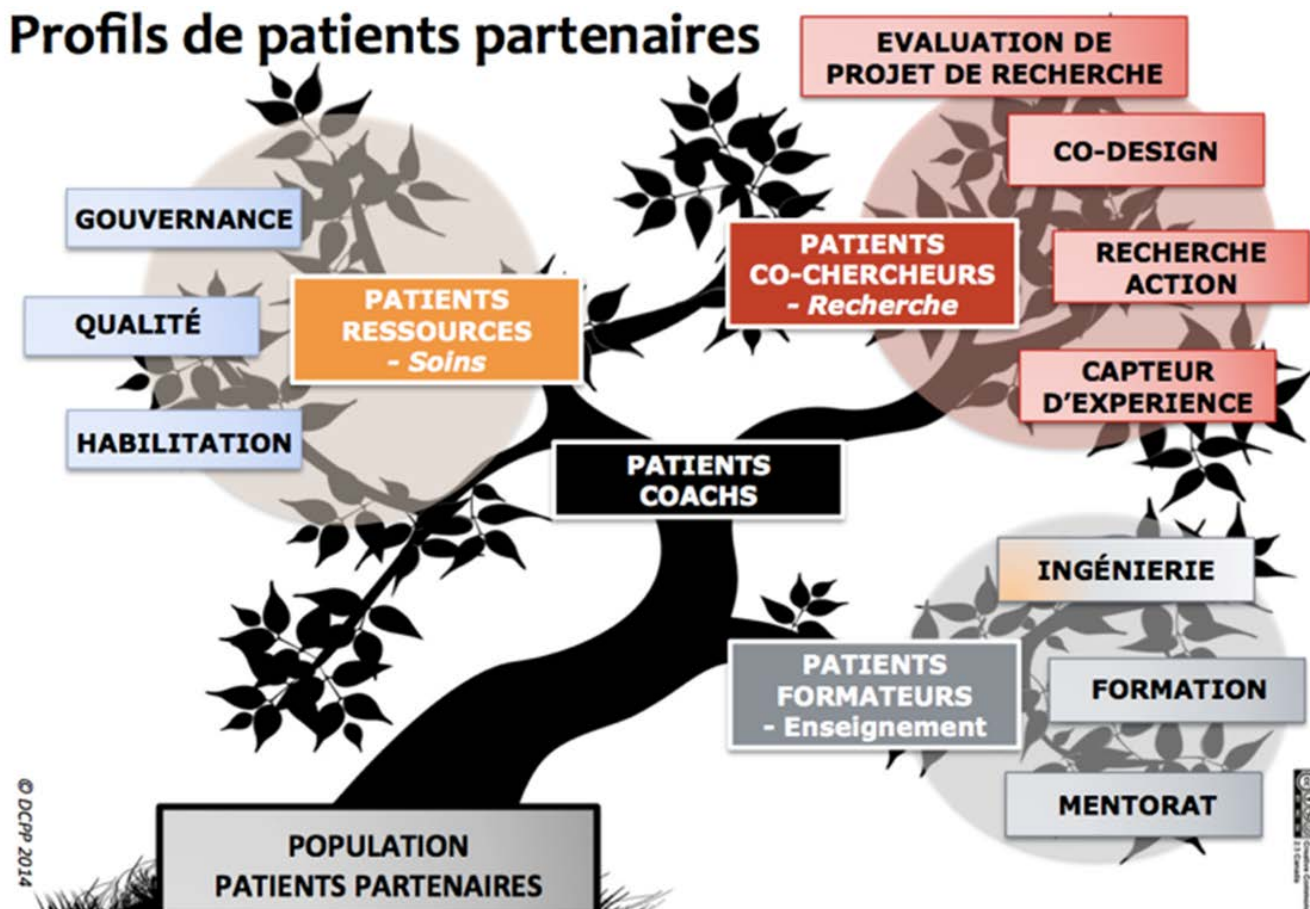 Profils de patients partenaires
EVALUATION DE
PROJET DE RECHERCHE
CO-DESIGN
GOUVERNANCE
PATIENTS
CO-CHERCHEURS
- Recherche
RECHERCHE
ACTION
QUALITÉ
PATIENTS
RESSOURCES
- Soins
CAPTEUR
D'EXPERIENCE
HABILITATION
PATIENTS
COACHS
INGÉNIERIE
PATIENTS
FORMATEURS
- Enseignement
FORMATION
MENTORAT
© DCPP 2014
POPULATION
PATIENTS PARTENAIRES